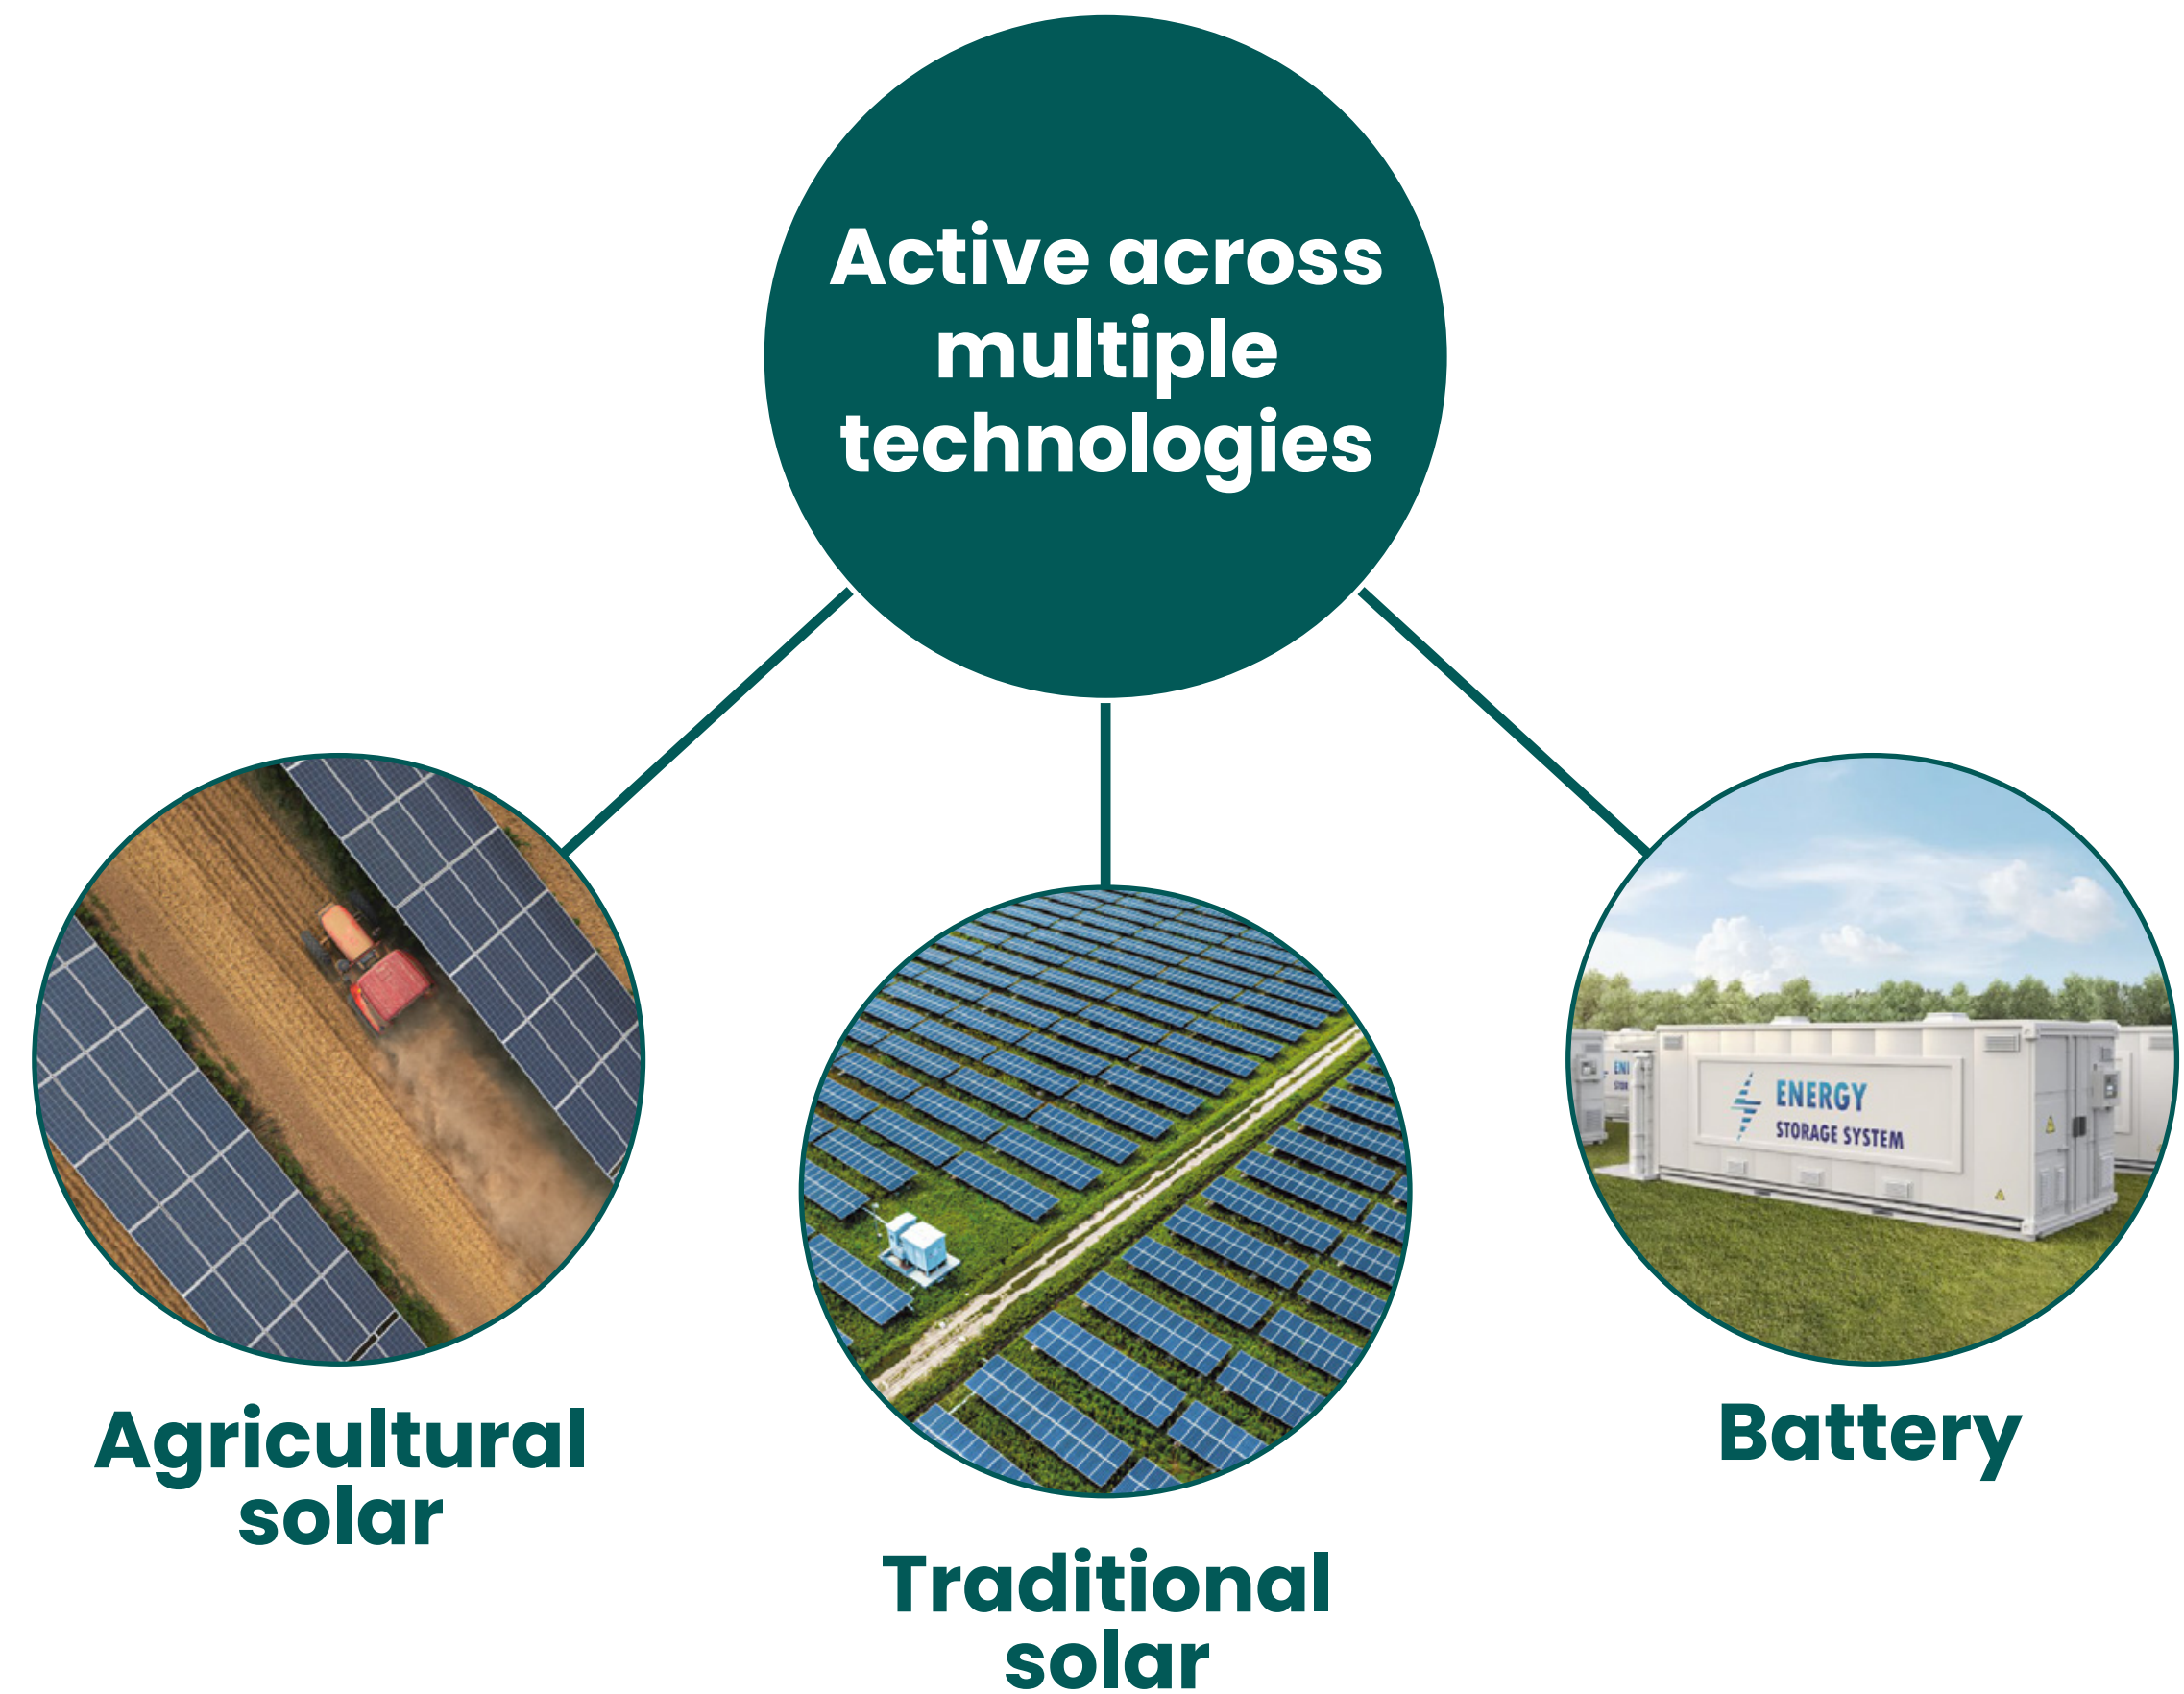 Active across
multiple
technologies
ENERGY
STORAGE SYSTEM
Agricultural
solar
Battery
Traditional
solar